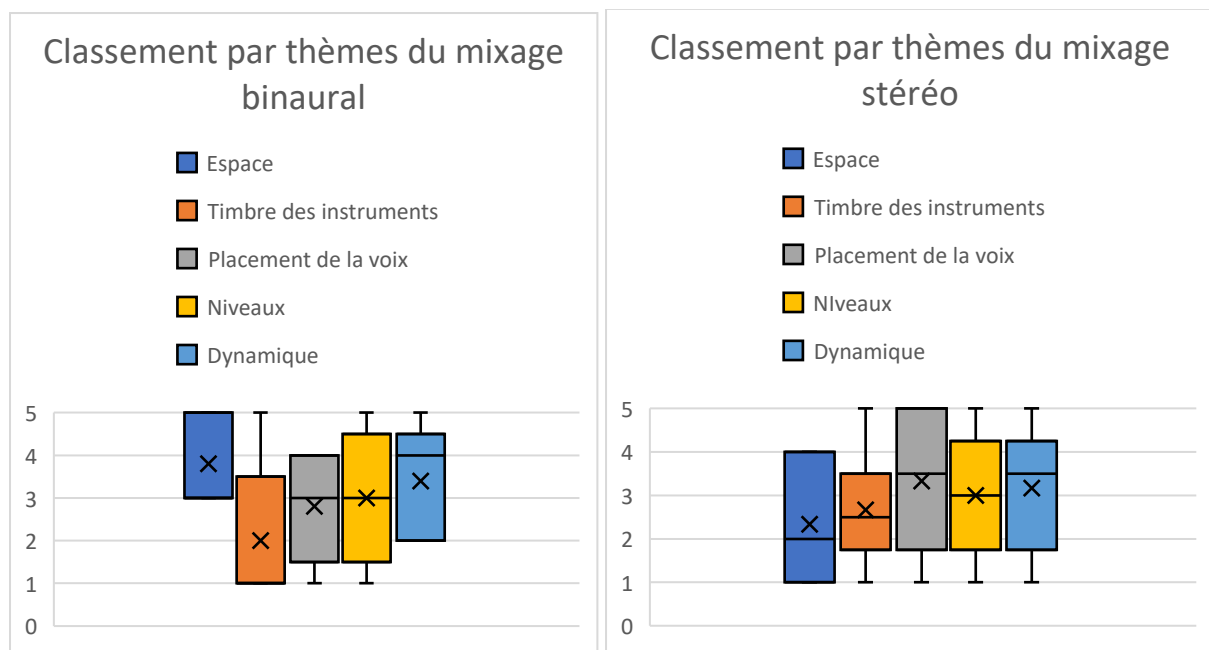 Classement par thèmes du mixage
binaural
Espace
Timbre des instruments
Placement de la voix
Niveaux
Dynamique
5
4
3
2
1
0
Classement par thèmes du mixage
stéréo
Espace
Timbre des instruments
Placement de la voix
NIveaux
Dynamique
5
4
3
2
1
0